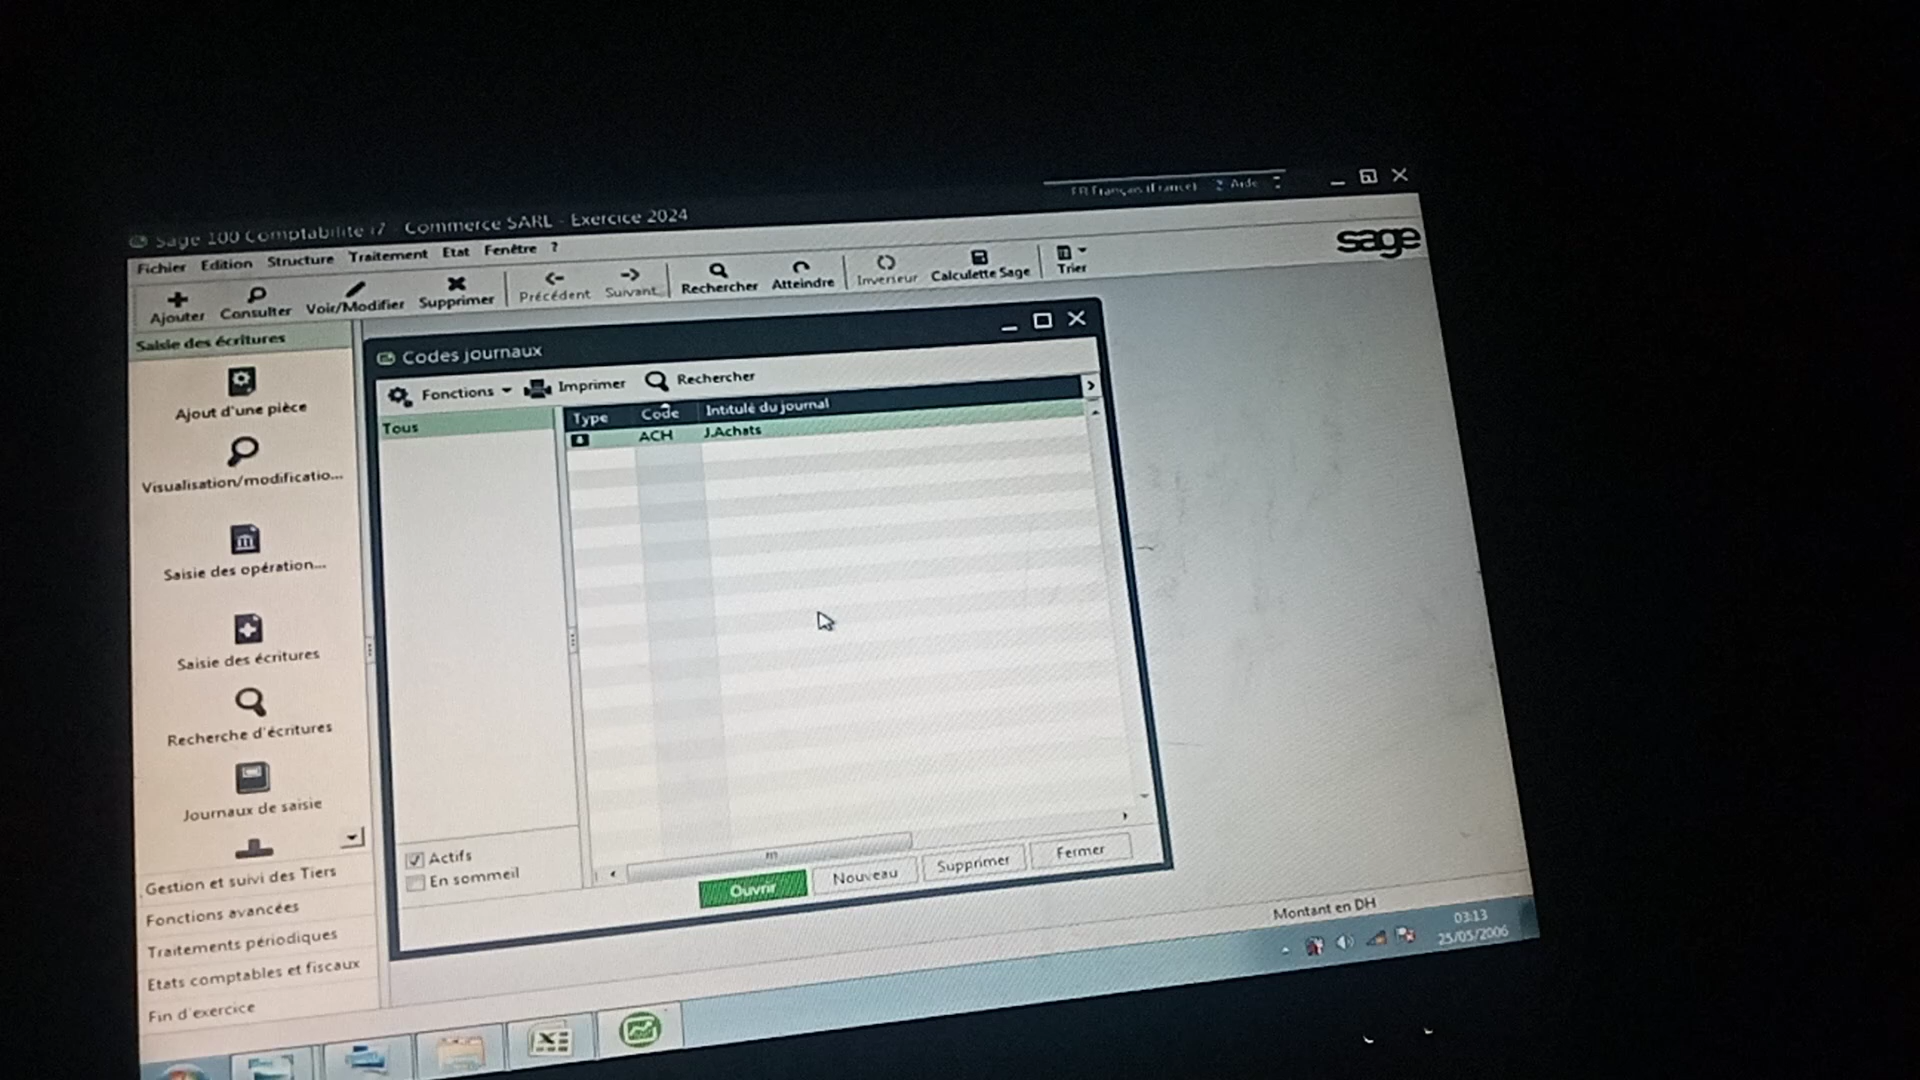 FR Français (France) ? Aide
Sage 100 Comptabilité i7 - Commerce SARL - Exercice 2024
sage
Fichier Edition Structure Traitement Etat Fenêtre ?
Ajouter Consulter Voir/Modifier Supprimer Précédent Suivant Rechercher Atteindre Inverseur Calculette Sage Trier
Saisie des écritures
Ajout d'une pièce
Visualisation/modificatio...
Saisie des opération...
Saisie des écritures
Recherche d'écritures
Journaux de saisie
Gestion et suivi des Tiers
Fonctions avancées
Traitements périodiques
Etats comptables et fiscaux
Fin d'exercice
Codes journaux
Fonctions Imprimer Rechercher
Tous
Type Code Intitulé du journal
ACH J.Achats
Actifs
En sommeil
Ouvrir Nouveau Supprimer Fermer
Montant en DH
03:13
25/05/2006